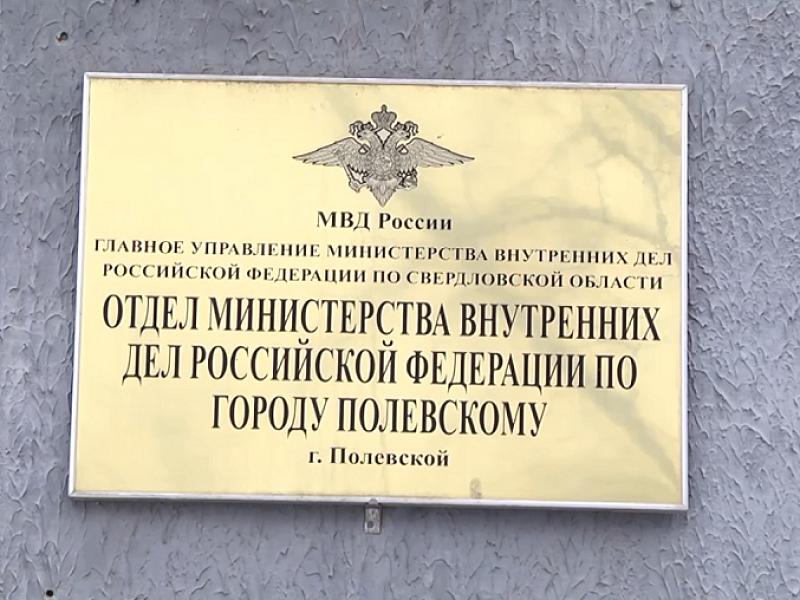 МВД России
ГЛАВНОЕ УПРАВЛЕНИЕ МИНИСТЕРСТВА ВНУТРЕННИХ ДЕЛ
РОССИЙСКОЙ ФЕДЕРАЦИИ ПО СВЕРДЛОВСКОЙ ОБЛАСТИ
ОТДЕЛ МИНИСТЕРСТВА ВНУТРЕННИХ
ДЕЛ РОССИЙСКОЙ ФЕДЕРАЦИИ ПО
ГОРОДУ ПОЛЕВСКОМУ
г. Полевской